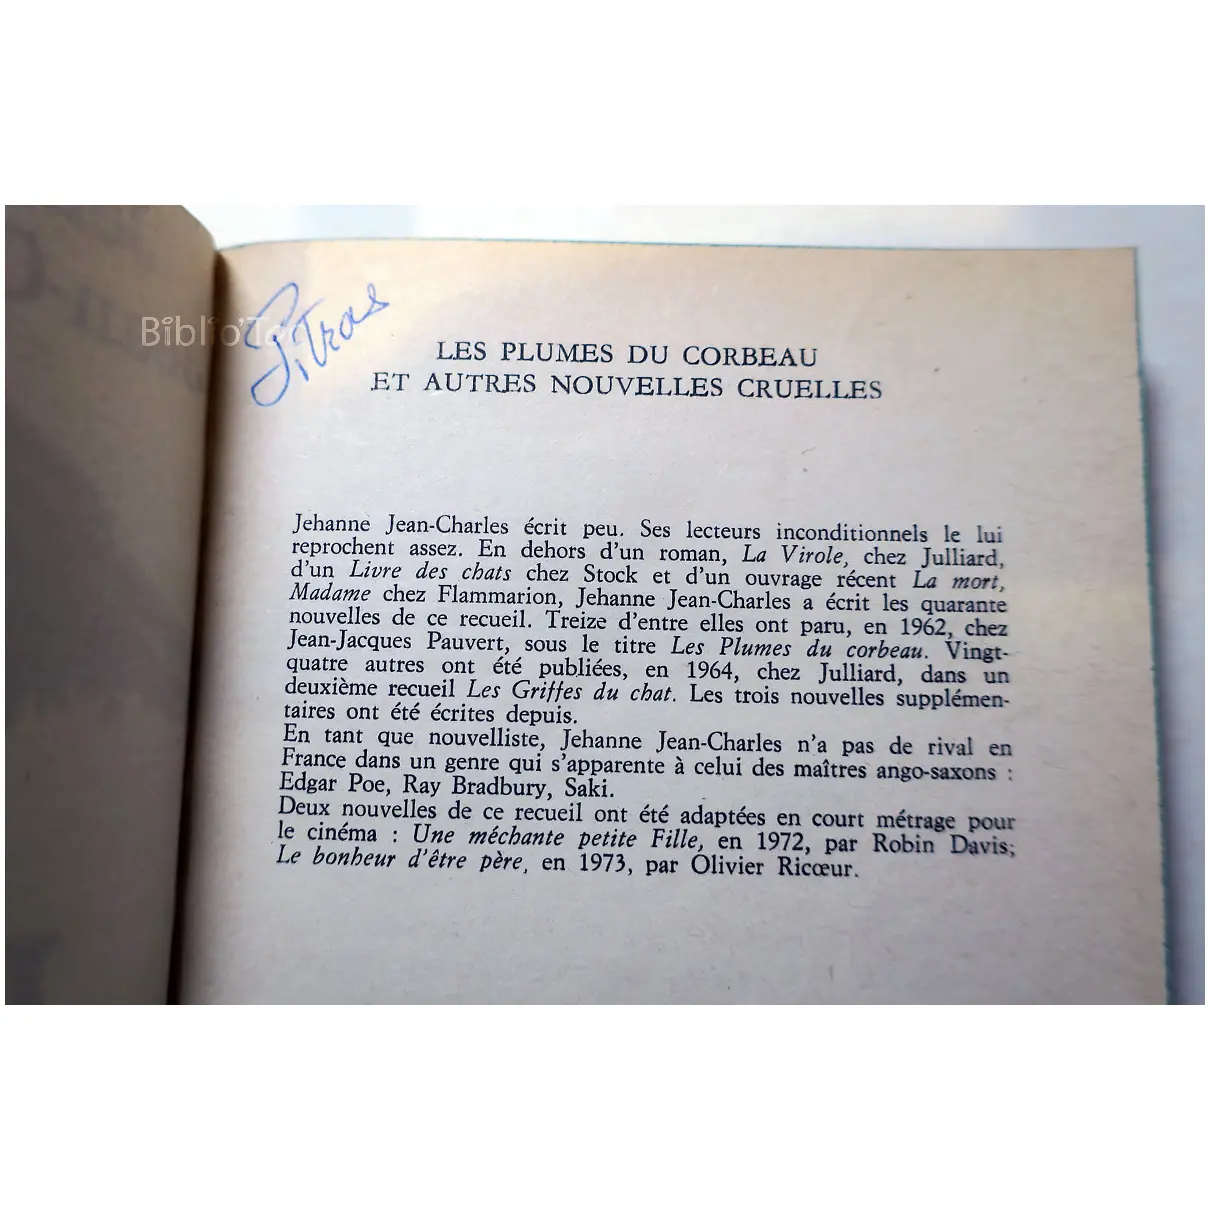 Pitras
LES PLUMES DU CORBEAU
ET AUTRES NOUVELLES CRUELLES
Jehanne Jean-Charles écrit peu. Ses lecteurs inconditionnels le lui
reprochent assez. En dehors d'un roman, La Virole, chez Julliard,
d'un Livre des chats chez Stock et d'un ouvrage récent La mort,
Madame chez Flammarion, Jehanne Jean-Charles a écrit les quarante
nouvelles de ce recueil. Treize d'entre elles ont paru, en 1962, chez
Jean-Jacques Pauvert, sous le titre Les Plumes du corbeau. Vingt-
quatre autres ont été publiées, en 1964, chez Julliard, dans un
deuxième recueil Les Griffes du chat. Les trois nouvelles supplémen-
taires ont été écrites depuis.
En tant que nouvelliste, Jehanne Jean-Charles n'a pas de rival en
France dans un genre qui s'apparente à celui des maîtres ango-saxons :
Edgar Poe, Ray Bradbury, Saki.
Deux nouvelles de ce recueil ont été adaptées en court métrage pour
le cinéma : Une méchante petite Fille, en 1972, par Robin Davis;
Le bonheur d'être père, en 1973, par Olivier Ricœur.